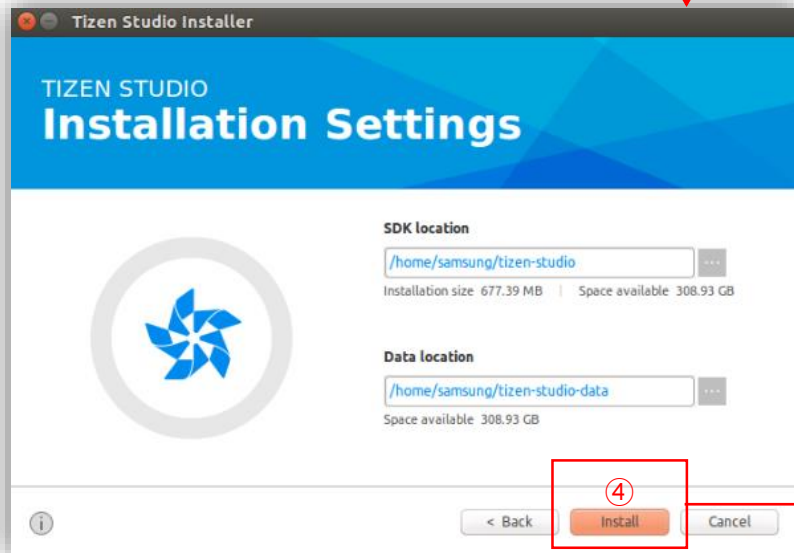 Tizen Studio Installer
TIZEN STUDIO
Installation Settings
SDK location
/home/samsung/tizen-studio
...
Installation size 677.39 MB | Space available 308.93 GB
Data location
/home/samsung/tizen-studio-data
...
Space available 308.93 GB
④
i
< Back Install Cancel